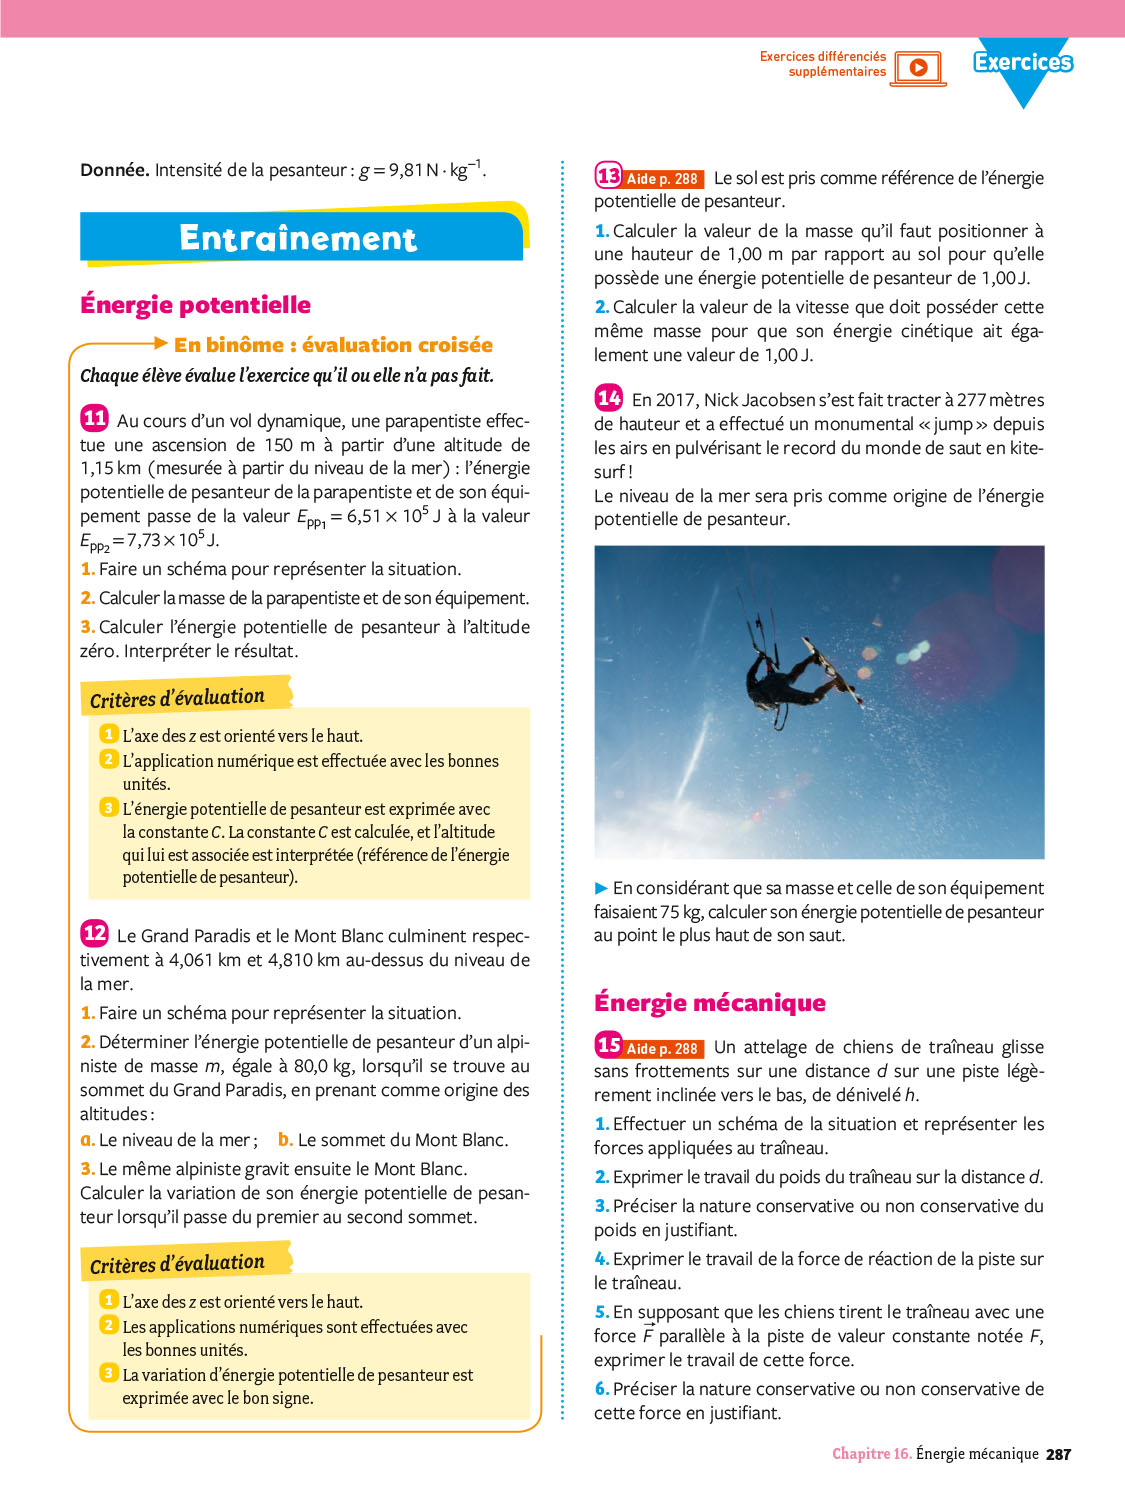 Exercices différenciés
supplémentaires
Exercices
Donnée. Intensité de la pesanteur : g = 9,81 N · kg⁻¹.
Entraînement
Énergie potentielle
En binôme : évaluation croisée
Chaque élève évalue l'exercice qu'il ou elle n'a pas fait.
11 Au cours d'un vol dynamique, une parapentiste effec-
tue une ascension de 150 m à partir d'une altitude de
1,15 km (mesurée à partir du niveau de la mer) : l'énergie
potentielle de pesanteur de la parapentiste et de son équi-
pement passe de la valeur Epp₁ = 6,51 × 10⁵ J à la valeur
Epp₂ = 7,73 × 10⁵ J.
1. Faire un schéma pour représenter la situation.
2. Calculer la masse de la parapentiste et de son équipement.
3. Calculer l'énergie potentielle de pesanteur à l'altitude
zéro. Interpréter le résultat.
Critères d'évaluation
1 L'axe des z est orienté vers le haut.
2 L'application numérique est effectuée avec les bonnes
unités.
3 L'énergie potentielle de pesanteur est exprimée avec
la constante C. La constante C est calculée, et l'altitude
qui lui est associée est interprétée (référence de l'énergie
potentielle de pesanteur).
12 Le Grand Paradis et le Mont Blanc culminent respec-
tivement à 4,061 km et 4,810 km au-dessus du niveau de
la mer.
1. Faire un schéma pour représenter la situation.
2. Déterminer l'énergie potentielle de pesanteur d'un alpi-
niste de masse m, égale à 80,0 kg, lorsqu'il se trouve au
sommet du Grand Paradis, en prenant comme origine des
altitudes :
a. Le niveau de la mer ; b. Le sommet du Mont Blanc.
3. Le même alpiniste gravit ensuite le Mont Blanc.
Calculer la variation de son énergie potentielle de pesan-
teur lorsqu'il passe du premier au second sommet.
Critères d'évaluation
1 L'axe des z est orienté vers le haut.
2 Les applications numériques sont effectuées avec
les bonnes unités.
3 La variation d'énergie potentielle de pesanteur est
exprimée avec le bon signe.
13 Aide p. 288 Le sol est pris comme référence de l'énergie
potentielle de pesanteur.
1. Calculer la valeur de la masse qu'il faut positionner à
une hauteur de 1,00 m par rapport au sol pour qu'elle
possède une énergie potentielle de pesanteur de 1,00 J.
2. Calculer la valeur de la vitesse que doit posséder cette
même masse pour que son énergie cinétique ait éga-
lement une valeur de 1,00 J.
14 En 2017, Nick Jacobsen s'est fait tracter à 277 mètres
de hauteur et a effectué un monumental « jump » depuis
les airs en pulvérisant le record du monde de saut en kite-
surf !
Le niveau de la mer sera pris comme origine de l'énergie
potentielle de pesanteur.
▶ En considérant que sa masse et celle de son équipement
faisaient 75 kg, calculer son énergie potentielle de pesanteur
au point le plus haut de son saut.
Énergie mécanique
15 Aide p. 288 Un attelage de chiens de traîneau glisse
sans frottements sur une distance d sur une piste légè-
rement inclinée vers le bas, de dénivelé h.
1. Effectuer un schéma de la situation et représenter les
forces appliquées au traîneau.
2. Exprimer le travail du poids du traîneau sur la distance d.
3. Préciser la nature conservative ou non conservative du
poids en justifiant.
4. Exprimer le travail de la force de réaction de la piste sur
le traîneau.
5. En supposant que les chiens tirent le traîneau avec une
force F⃗ parallèle à la piste de valeur constante notée F,
exprimer le travail de cette force.
6. Préciser la nature conservative ou non conservative de
cette force en justifiant.
Chapitre 16. Énergie mécanique 287